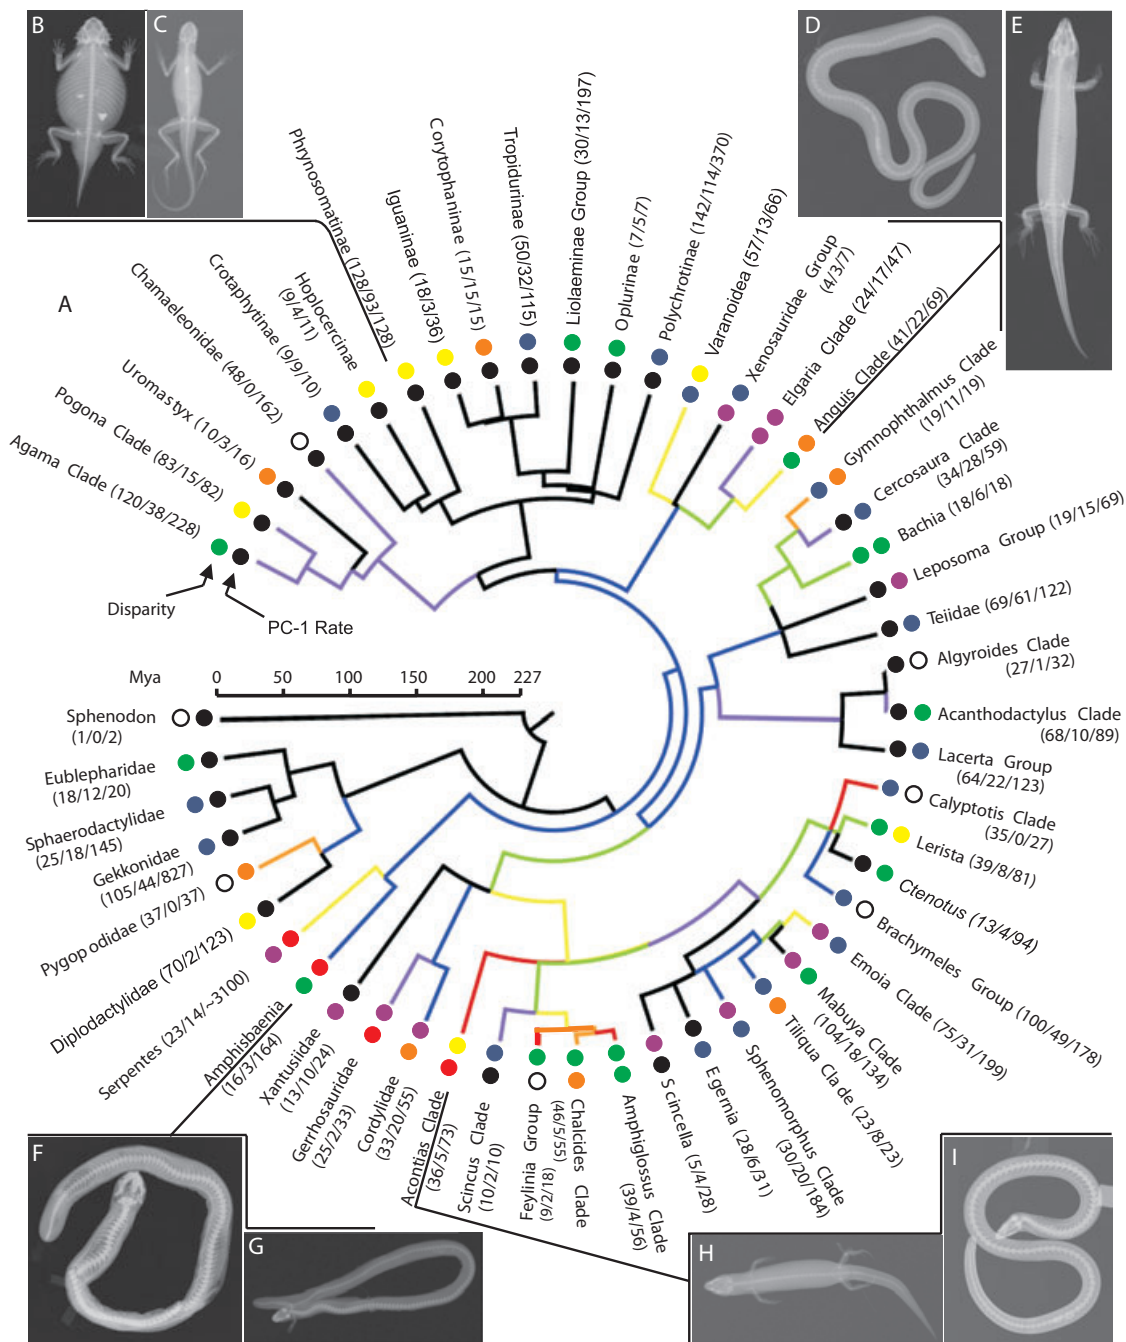 B
C
D
E
A
Phrynosomatinae (128/93/128)
Iguaninae (18/3/36)
Corytophaninae (15/15/15)
Tropidurinae (50/32/115)
Liolaeminae Group (30/13/197)
Oplurinae (7/5/7)
Polychrotinae (142/114/370)
Varanoidea (57/13/66)
Xenosauridae Group
(4/3/7)
Elgaria Clade (24/17/47)
Anguis Clade (41/22/69)
Gymnophthalmus Clade
(19/11/19)
Cercosaura Clade
(34/28/59)
Bachia (18/6/18)
Leposoma Group (19/15/69)
Teiidae (69/61/122)
Algyroides Clade
(27/1/32)
Acanthodactylus Clade
(68/10/89)
Lacerta Group
(64/22/123)
Calyptotis Clade
(35/0/27)
Lerista (39/8/81)
Ctenotus (13/4/94)
Brachymeles Group (100/49/178)
Emoia Clade (75/31/199)
Mabuya Clade
(104/18/134)
Tiliqua Clade (23/8/23)
Sphenomorphus Clade
(30/20/184)
Egernia (28/6/31)
Scincella (5/4/28)
Amphiglossus Clade
(39/4/56)
Chalcides Clade
(46/5/55)
Feylinia Group
(9/2/18)
Scincus Clade
(10/2/10)
Acontias Clade
(36/5/73)
Cordylidae
(33/20/55)
Gerrhosauridae
(25/2/33)
Xantusiidae
(13/10/24)
Amphisbaenia
(16/3/164)
Serpentes (23/14/~3100)
Diplodactylidae (70/2/123)
Pygopodidae (37/0/37)
Gekkonidae
(105/44/827)
Sphaerodactylidae
(25/18/145)
Eublepharidae
(18/12/20)
Sphenodon
(1/0/2)
Mya
0 50 100 150 200 227
Disparity
PC-1 Rate
Agama Clade (120/38/228)
Pogona Clade (83/15/82)
Uromastyx (10/3/16)
Chamaeleonidae (48/0/162)
Crotaphytinae (9/9/10)
Hoplocercinae
(9/4/11)
F
G
H
I